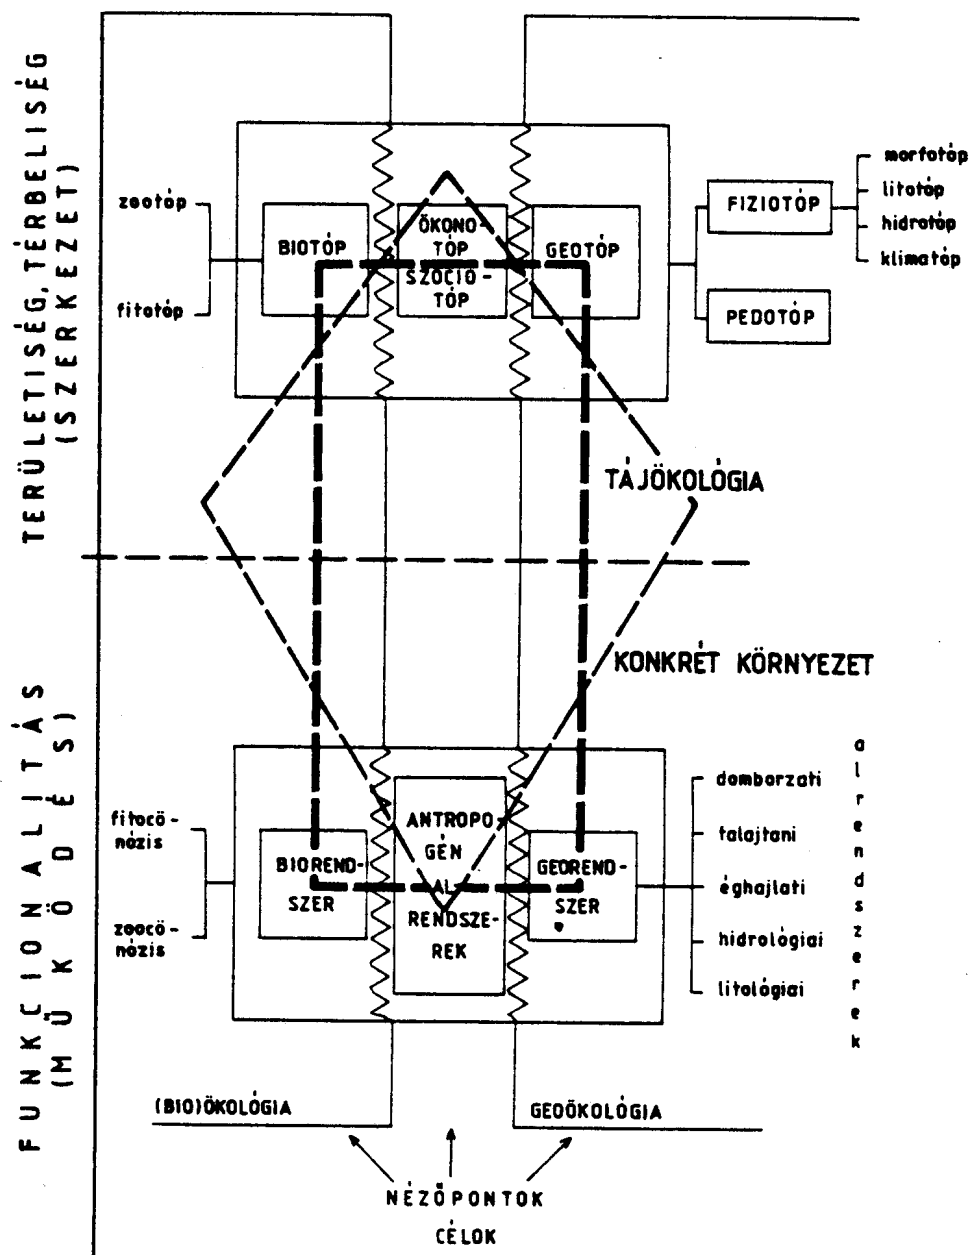 TERÜLETISÉG, TÉRBELISÉG
(SZERKEZET)
zootóp
fitotóp
BIOTÓP
ÖKONO-
TÓP
SZOCIO-
TÓP
GEOTÓP
FIZIOTÓP
PEDOTÓP
morfotóp
litotóp
hidrotóp
klimatóp
TÁJÖKOLÓGIA
KONKRÉT KÖRNYEZET
FUNKCIONALITÁS
(MŰKÖDÉS)
fitocö-
názis
zoocö-
názis
BIOREND-
SZER
ANTROPO-
GÉN
AL-
RENDSZE-
REK
GEOREND-
SZER
domborzati
talajtani
éghajlati
hidrológiai
litológiai
alrendszerek
(BIO)ÖKOLÓGIA
GEOÖKOLÓGIA
NÉZŐPONTOK
CÉLOK